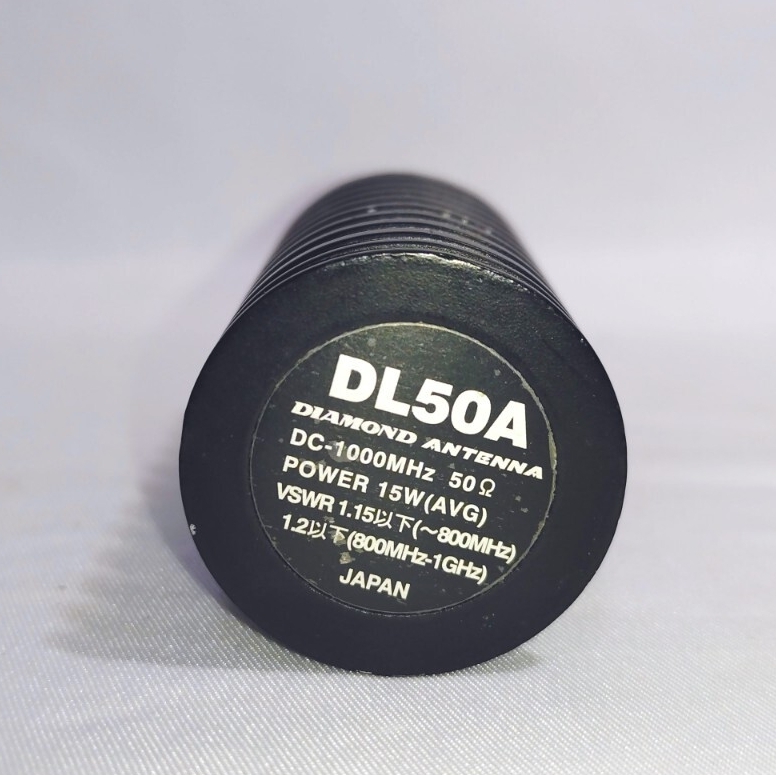 DL50A
DIAMOND ANTENNA
DC-1000MHz 50Ω
POWER 15W(AVG)
VSWR 1.15以下(～800MHz)
1.2以下(800MHz-1GHz)
JAPAN